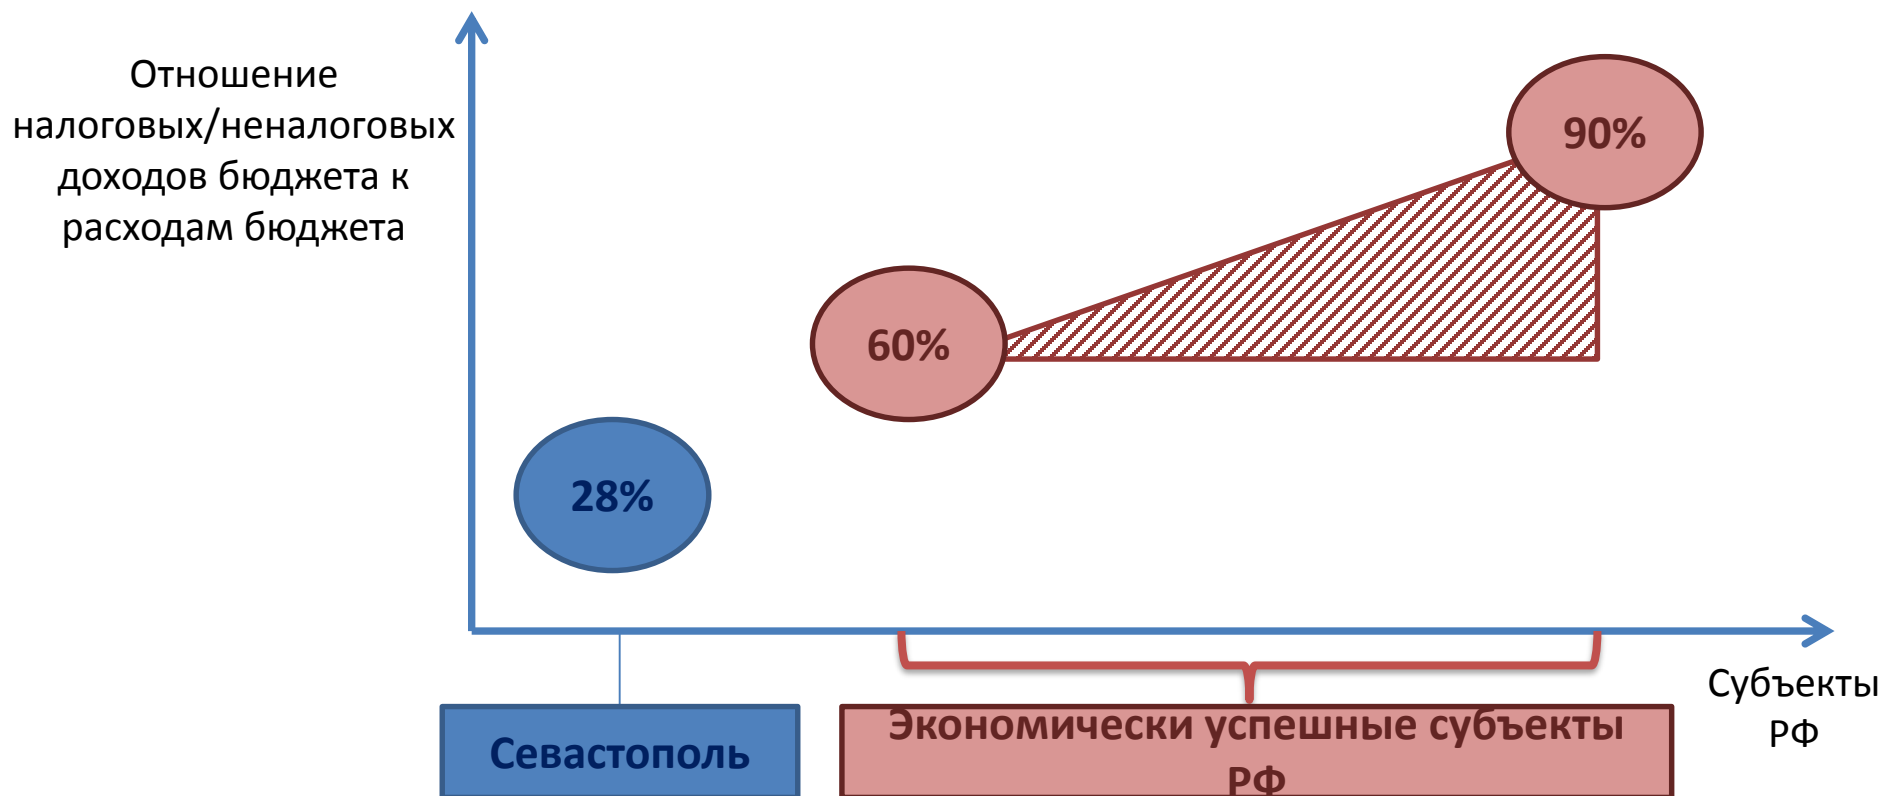 Отношение
налоговых/неналоговых
доходов бюджета к
расходам бюджета
90%
60%
28%
Субъекты
РФ
Севастополь
Экономически успешные субъекты
РФ